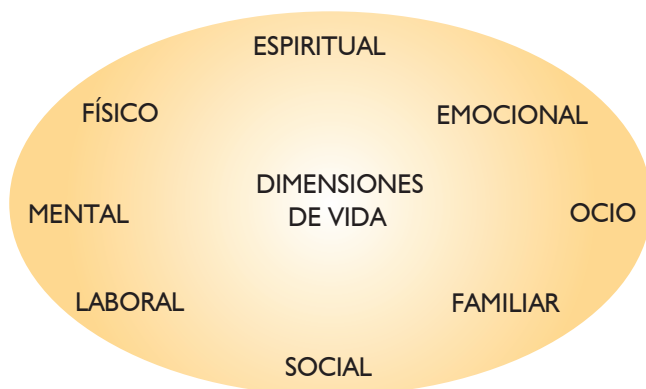 ESPIRITUAL
FÍSICO
EMOCIONAL
DIMENSIONES
DE VIDA
MENTAL
OCIO
LABORAL
FAMILIAR
SOCIAL